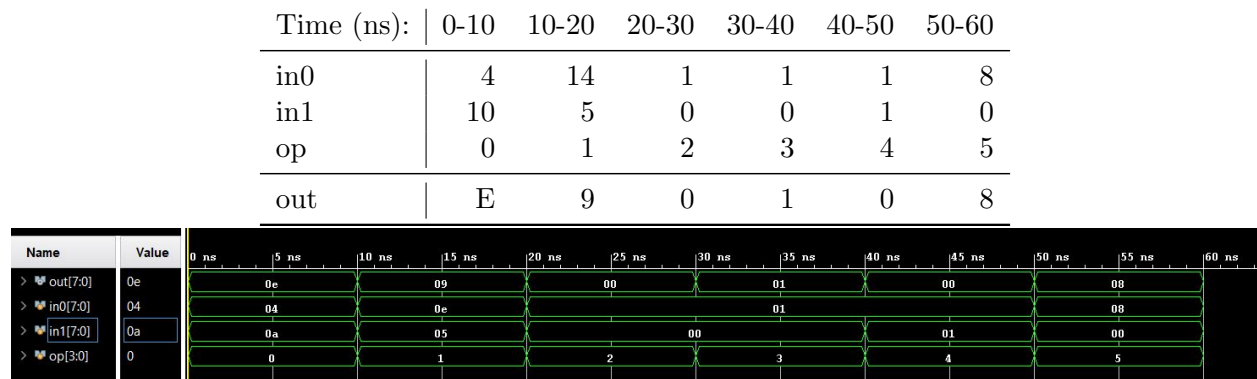 Time (ns): 0-10 10-20 20-30 30-40 40-50 50-60
in0 4 14 1 1 1 8
in1 10 5 0 0 1 0
op 0 1 2 3 4 5
out E 9 0 1 0 8
Name Value 0 ns 5 ns 10 ns 15 ns 20 ns 25 ns 30 ns 35 ns 40 ns 45 ns 50 ns 55 ns 60 ns
> out[7:0] 0e 0e 09 00 01 00 08
> in0[7:0] 04 04 0e 01 08
> in1[7:0] 0a 0a 05 00 01 00
> op[3:0] 0 0 1 2 3 4 5